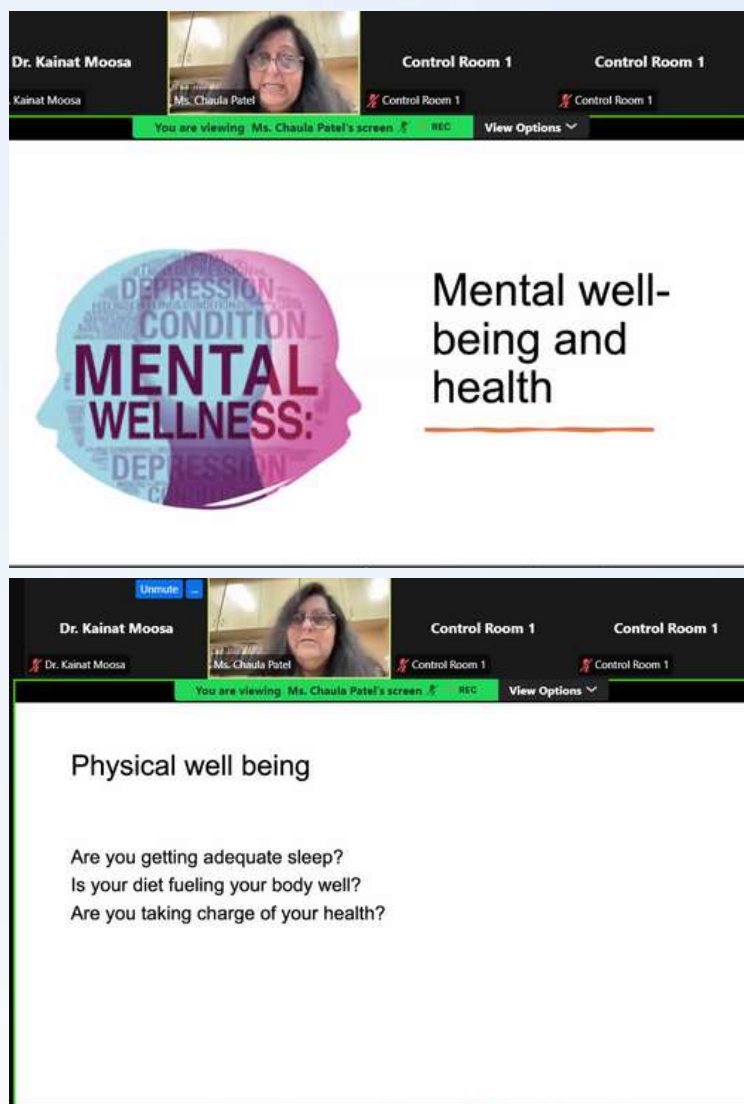 Dr. Kainat Moosa
Control Room 1
Control Room 1
. Kainat Moosa
Ms. Chaula Patel
Control Room 1
Control Room 1
You are viewing Ms. Chaula Patel's screen
REC
View Options
DEPRESSION
CONDITION
MENTAL
WELLNESS:
DEPRESSION
Mental well-
being and
health
Unmute
...
Dr. Kainat Moosa
Control Room 1
Control Room 1
Dr. Kainat Moosa
Ms. Chaula Patel
Control Room 1
Control Room 1
You are viewing Ms. Chaula Patel's screen
REC
View Options
Physical well being
Are you getting adequate sleep?
Is your diet fueling your body well?
Are you taking charge of your health?